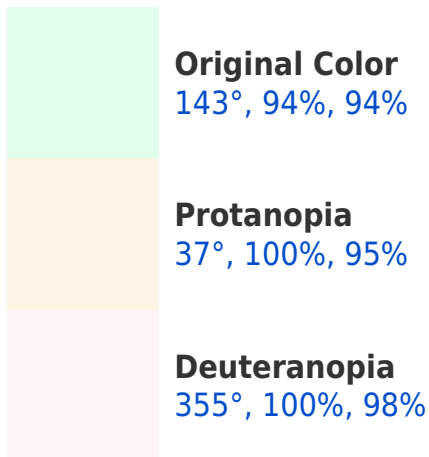 Original Color
143°, 94%, 94%
Protanopia
37°, 100%, 95%
Deuteranopia
355°, 100%, 98%